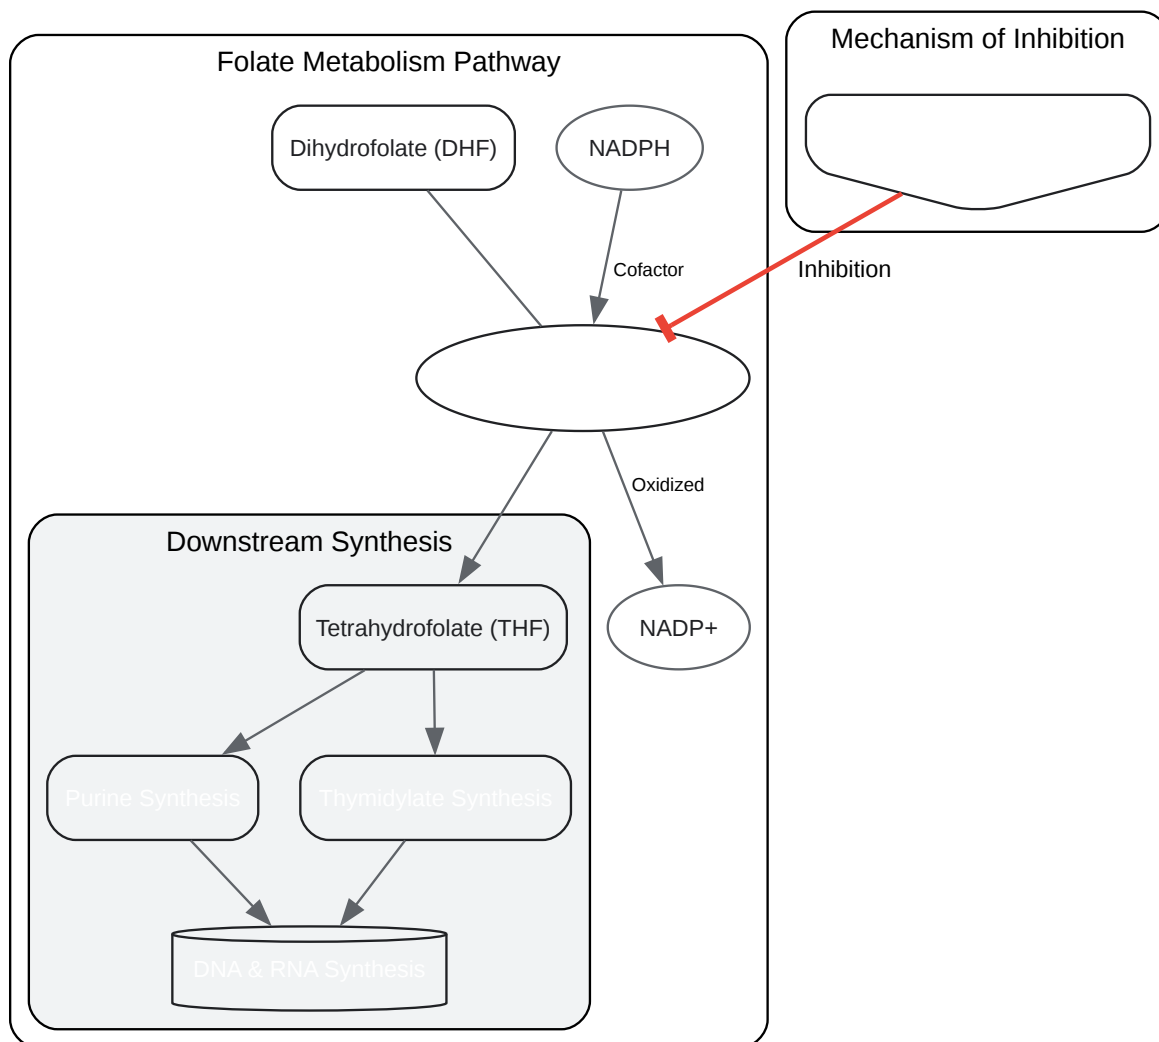 Mechanism of Inhibition
Folate Metabolism Pathway
Dihydrofolate (DHF)
NADPH
Cofactor
Inhibition
Oxidized
Downstream Synthesis
Tetrahydrofolate (THF)
NADP+
Purine Synthesis
Thymidylate Synthesis
DNA & RNA Synthesis